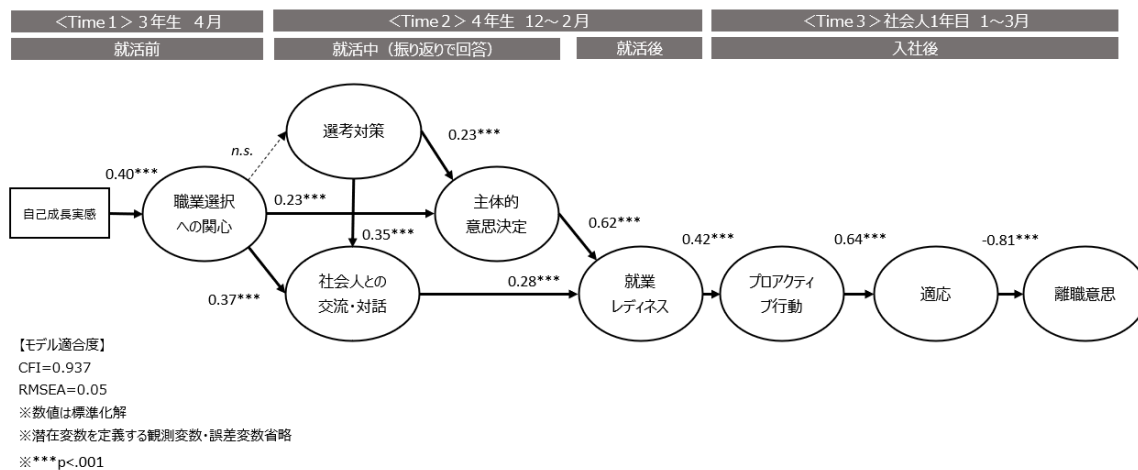 ＜Time１＞３年生 4月
＜Time２＞４年生 12～２月
＜Time３＞社会人1年目 1～3月
就活前
就活中（振り返りで回答）
就活後
入社後
選考対策
0.23***
n.s.
0.40***
自己成長実感
職業選択
への関心
0.23***
主体的
意思決定
0.62***
0.35***
0.37***
社会人との
交流・対話
0.28***
就業
レディネス
0.42***
プロアクティ
ブ行動
0.64***
適応
-0.81***
離職意思
【モデル適合度】
CFI=0.937
RMSEA=0.05
※数値は標準化解
※潜在変数を定義する観測変数・誤差変数省略
※***p<.001